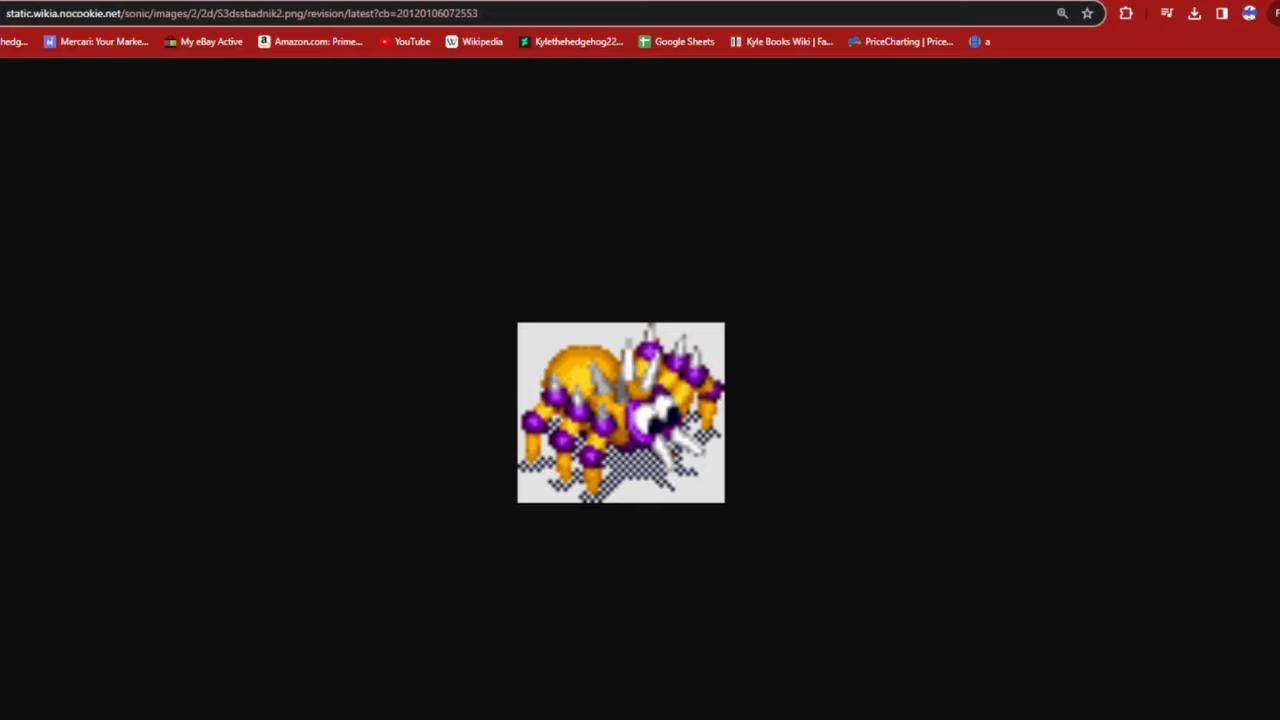 static.wikia.nocookie.net/sonic/images/2/2d/S3dssbadnik2.png/revision/latest?cb=20120106072553
hedg... Mercari: Your Marke... My eBay Active Amazon.com: Prime... YouTube Wikipedia Kylethehedgehog22... Google Sheets Kyle Books Wiki | Fa... PriceCharting | Price... a